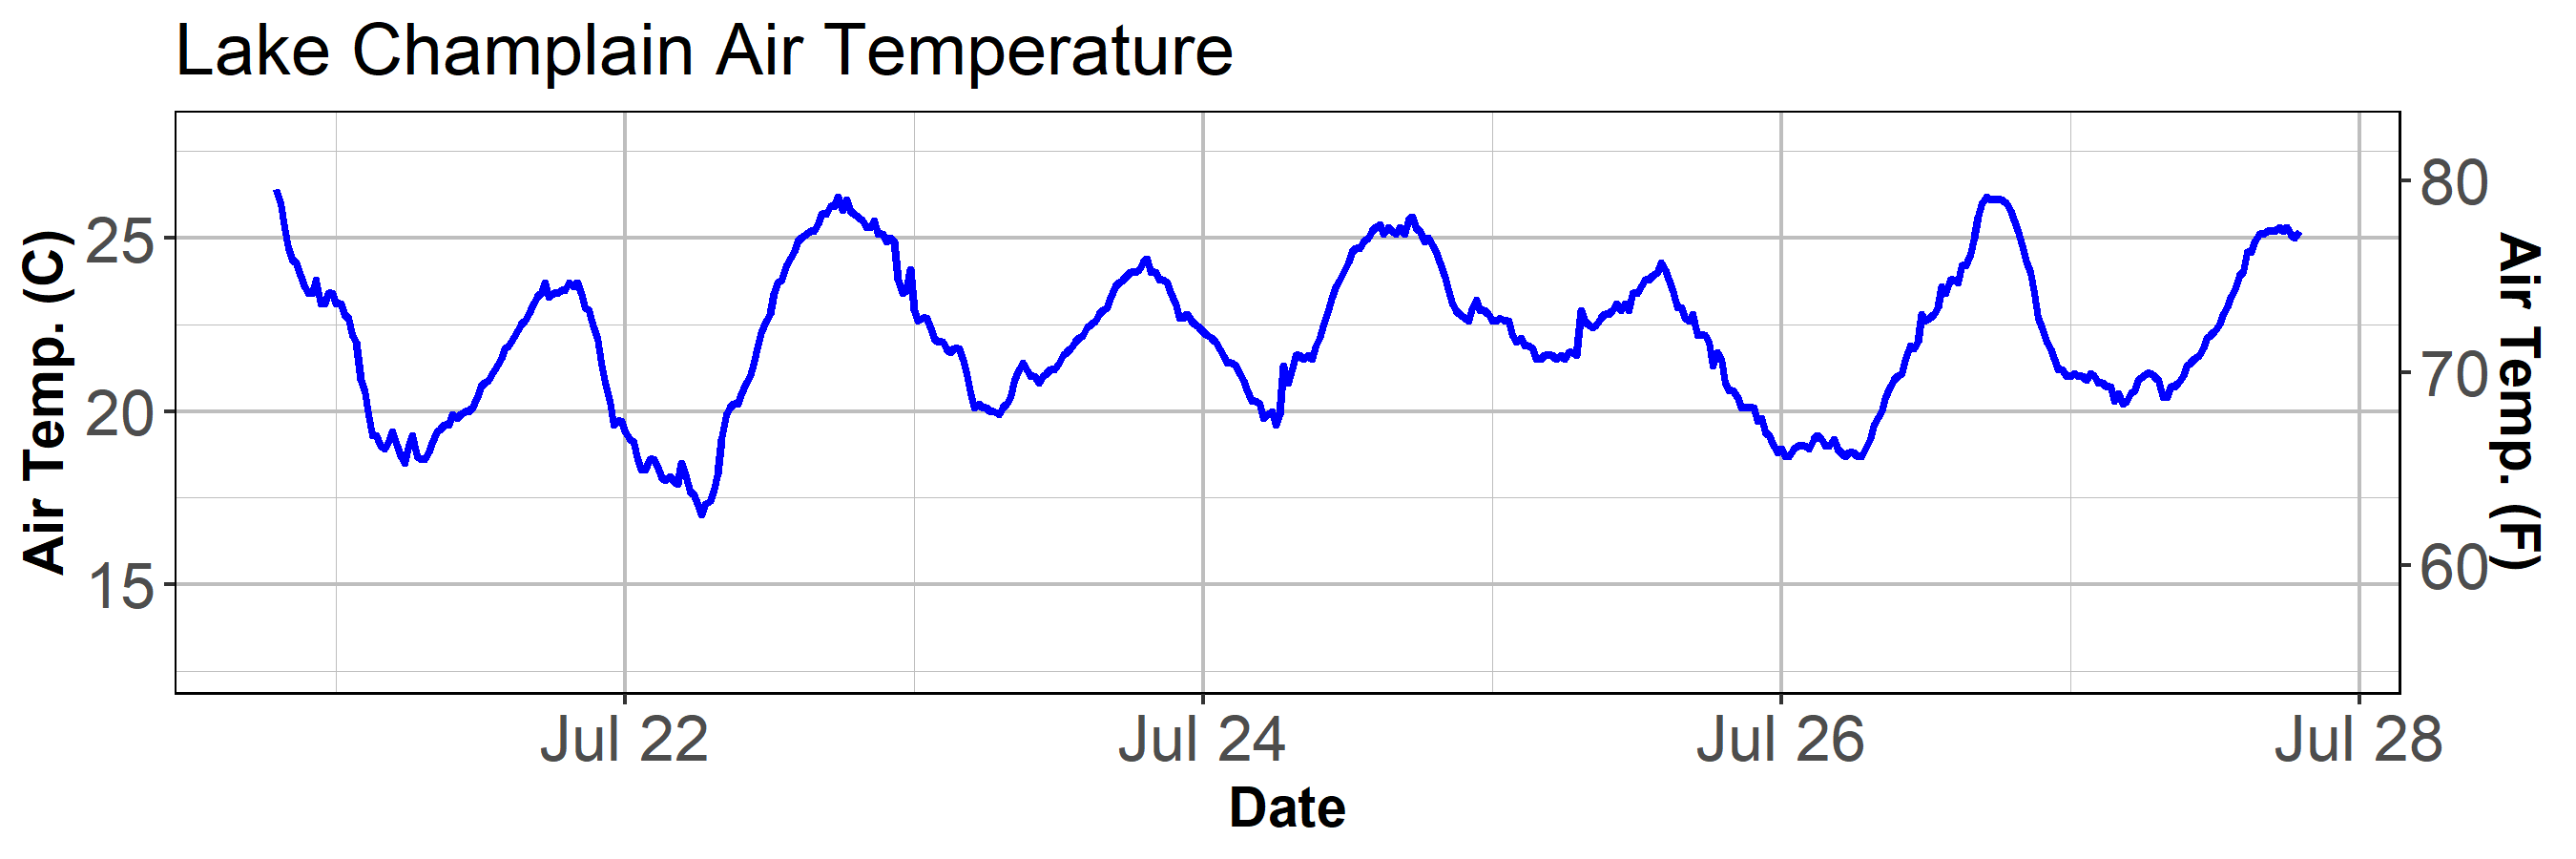 Lake Champlain Air Temperature
Air Temp. (C)
25
20
15
80
70
60
Air Temp. (F)
Jul 22
Jul 24
Jul 26
Jul 28
Date